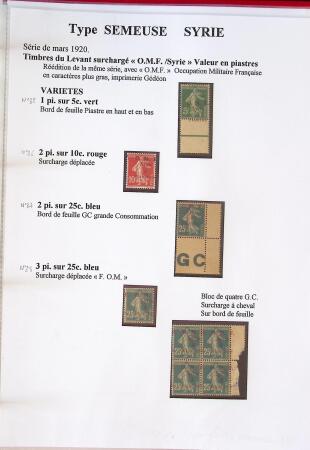 Type SEMEUSE SYRIE
Série de mars 1920.
Timbres du Levant surchargé « O.M.F. /Syrie » Valeur en piastres
Réédition de la même série, avec « O.M.F. » Occupation Militaire Française
en caractères plus gras, imprimerie Gédéon
VARIETES
1 pi. sur 5c. vert
Bord de feuille Piastre en haut et en bas
2 pi. sur 10c. rouge
Surcharge déplacée
2 pi. sur 25c. bleu
Bord de feuille GC grande Consommation
GC
3 pi. sur 25c. bleu
Surcharge déplacée « F. O.M. »
Bloc de quatre G.C.
Surcharge à cheval
Sur bord de feuille